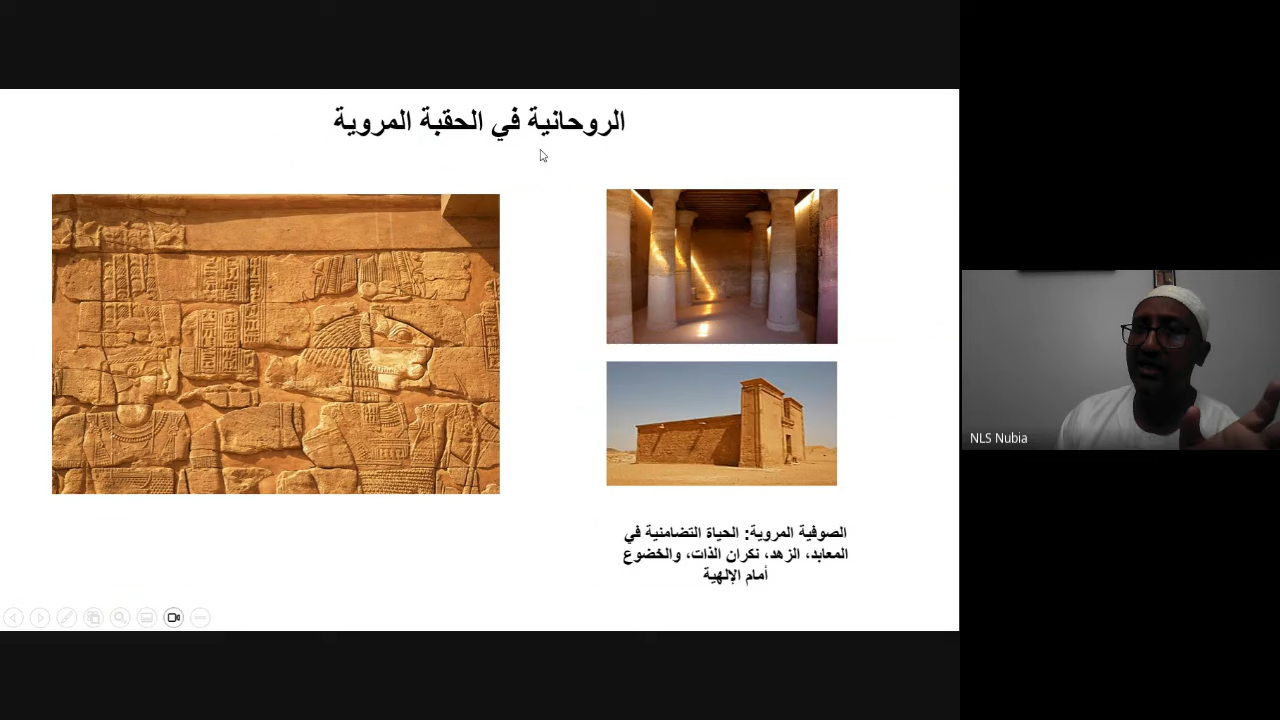 الروحانية في الحقبة المروية
الصوفية المروية: الحياة التضامنية في
المعابد، الزهد، نكران الذات، والخضوع
أمام الإلهية
NLS Nubia